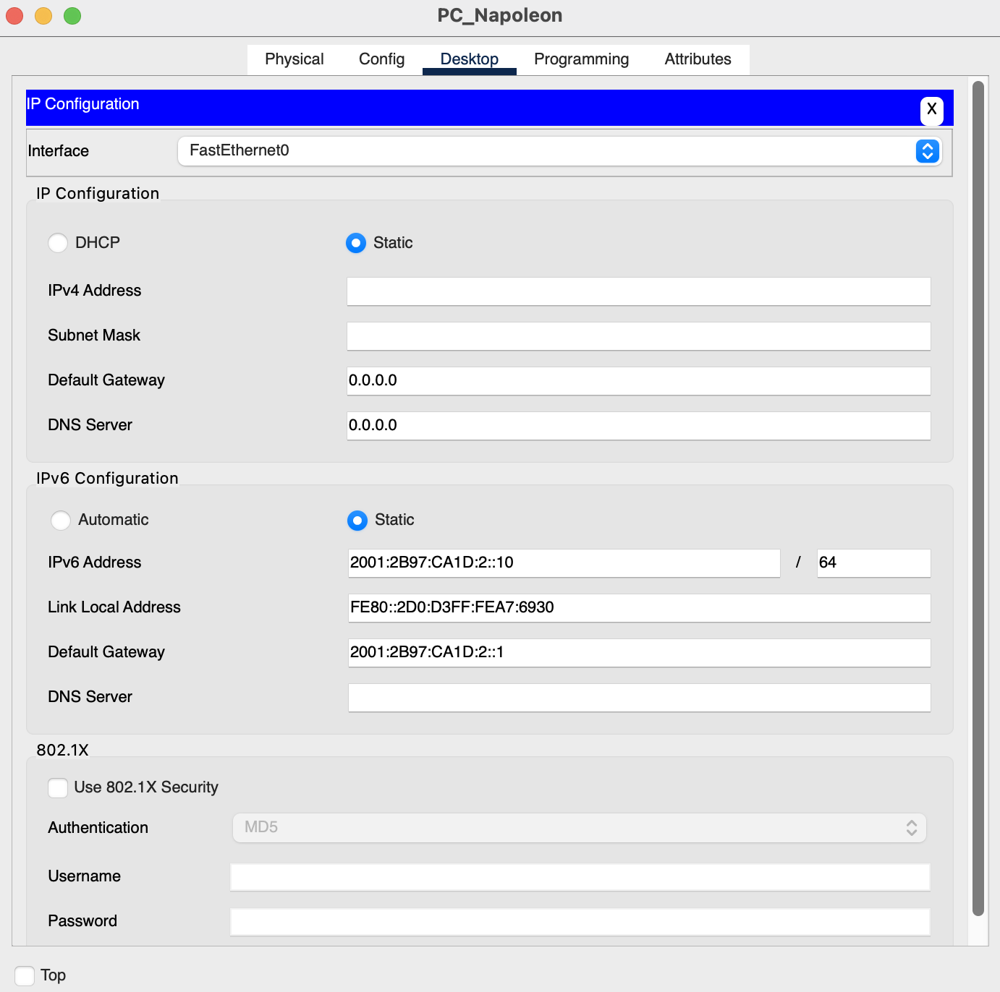 PC_Napoleon
Physical Config Desktop Programming Attributes
IP Configuration X
Interface FastEthernet0
IP Configuration
DHCP Static
IPv4 Address
Subnet Mask
Default Gateway 0.0.0.0
DNS Server 0.0.0.0
IPv6 Configuration
Automatic Static
IPv6 Address 2001:2B97:CA1D:2::10 / 64
Link Local Address FE80::2D0:D3FF:FEA7:6930
Default Gateway 2001:2B97:CA1D:2::1
DNS Server
802.1X
Use 802.1X Security
Authentication MD5
Username
Password
Top